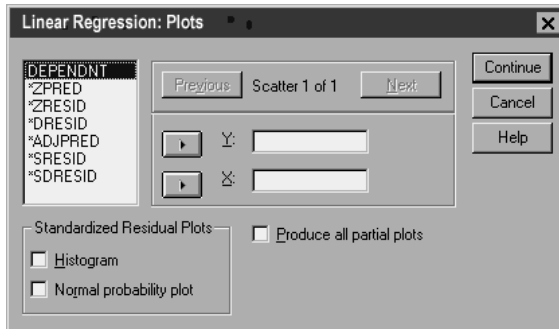 Linear Regression: Plots
DEPENDNT
*ZPRED
*ZRESID
*DRESID
*ADJPRED
*SRESID
*SDRESID
Previous Scatter 1 of 1 Next
Y:
X:
Continue
Cancel
Help
Standardized Residual Plots
Histogram
Normal probability plot
Produce all partial plots